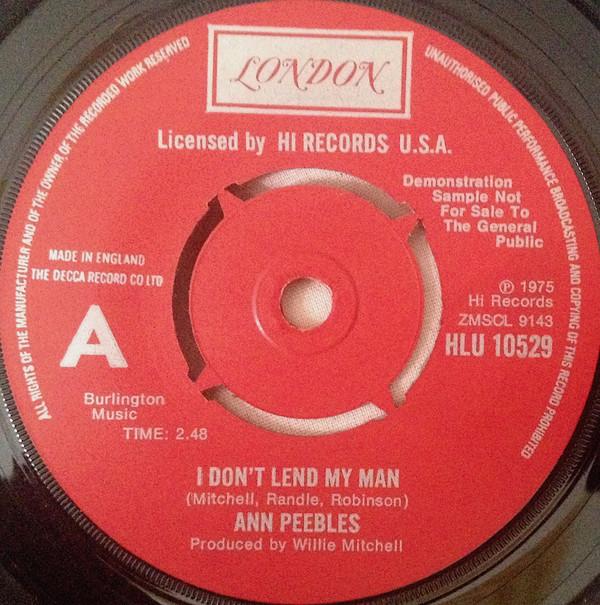 LONDON
Licensed by HI RECORDS U.S.A.
ALL RIGHTS OF THE MANUFACTURER AND OF THE OWNER OF THE RECORDED WORK RESERVED
UNAUTHORISED PUBLIC PERFORMANCE BROADCASTING AND COPYING OF THIS RECORD PROHIBITED
Demonstration
Sample Not
For Sale To
The General
Public
MADE IN ENGLAND
THE DECCA RECORD CO LTD
℗ 1975
Hi Records
ZMSCL 9143
HLU 10529
A
Burlington
Music
TIME: 2.48
I DON'T LEND MY MAN
(Mitchell, Randle, Robinson)
ANN PEEBLES
Produced by Willie Mitchell